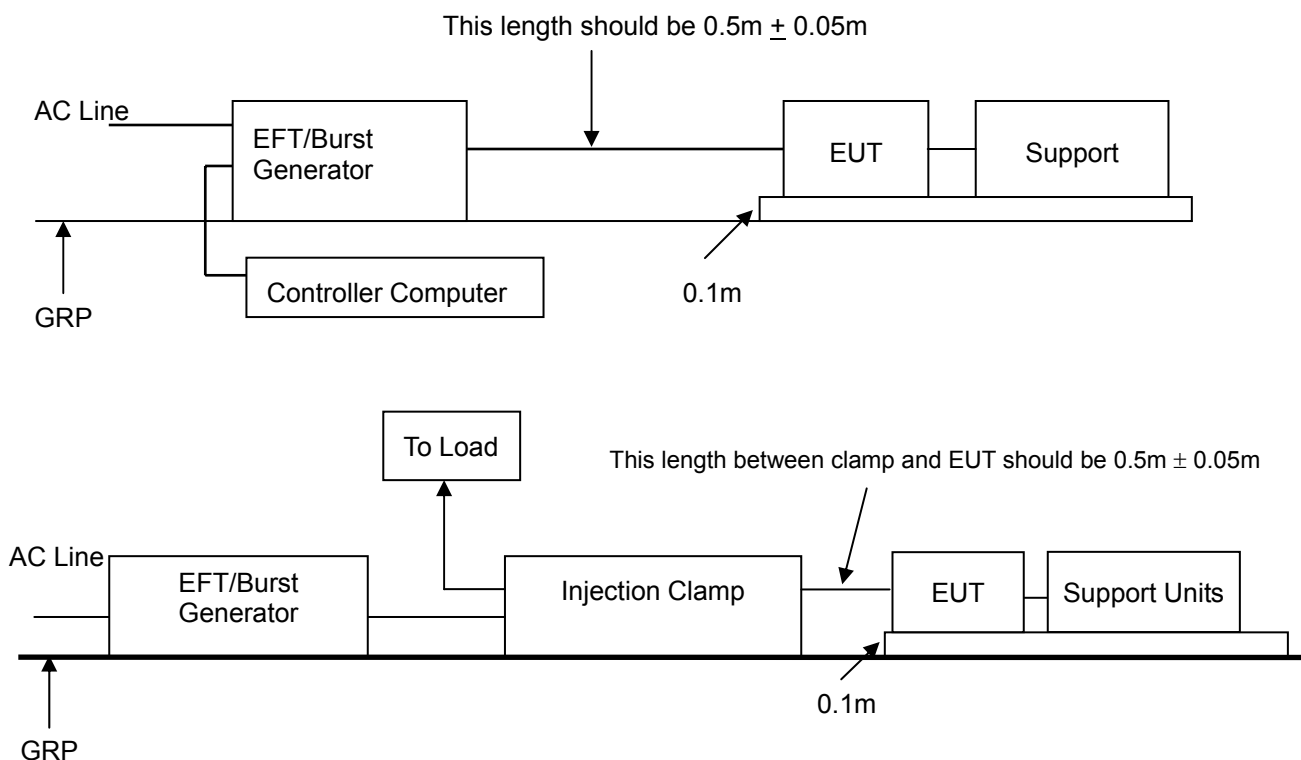 This length should be 0.5m ± 0.05m
AC Line
EFT/Burst
Generator
EUT
Support
Controller Computer
0.1m
GRP
To Load
This length between clamp and EUT should be 0.5m ± 0.05m
AC Line
EFT/Burst
Generator
Injection Clamp
EUT
Support Units
0.1m
GRP